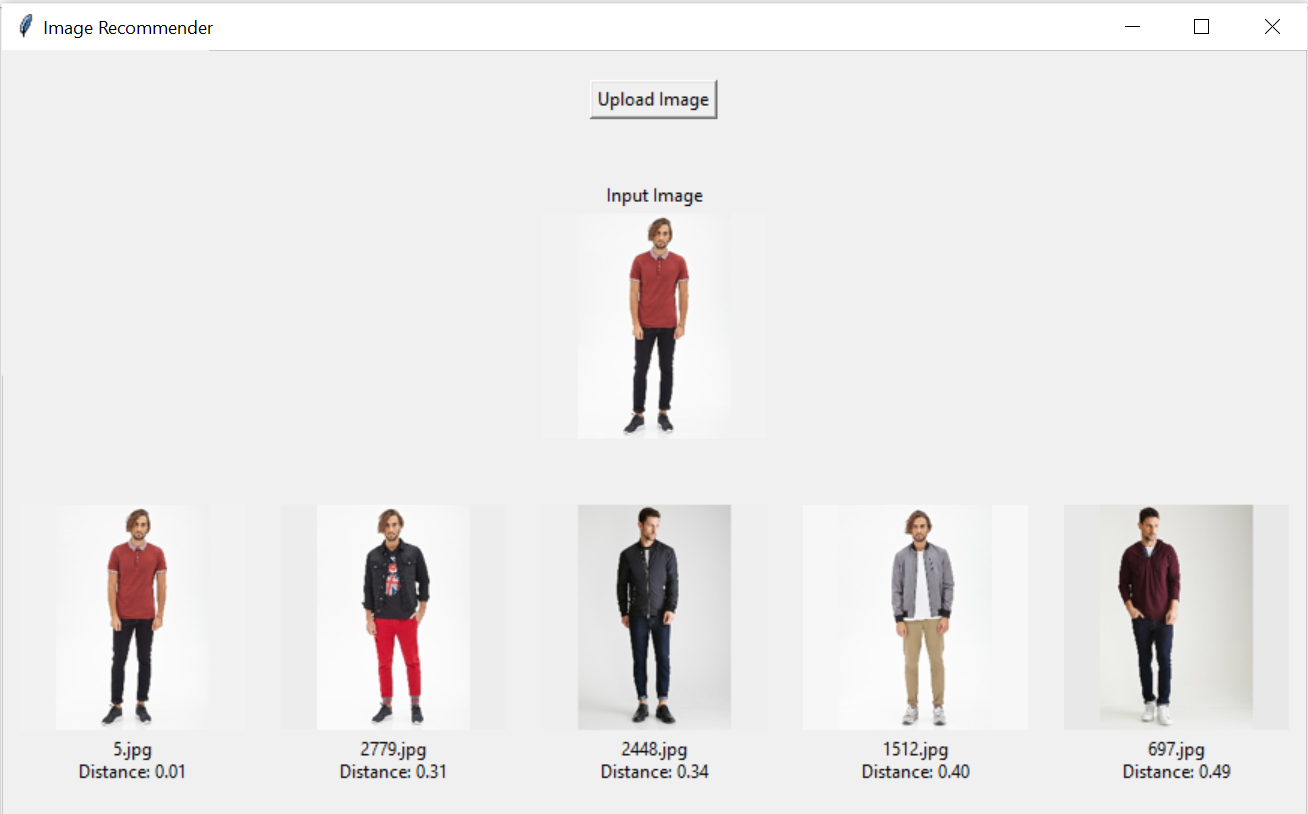 Image Recommender
Upload Image
Input Image
5.jpg
Distance: 0.01
2779.jpg
Distance: 0.31
2448.jpg
Distance: 0.34
1512.jpg
Distance: 0.40
697.jpg
Distance: 0.49